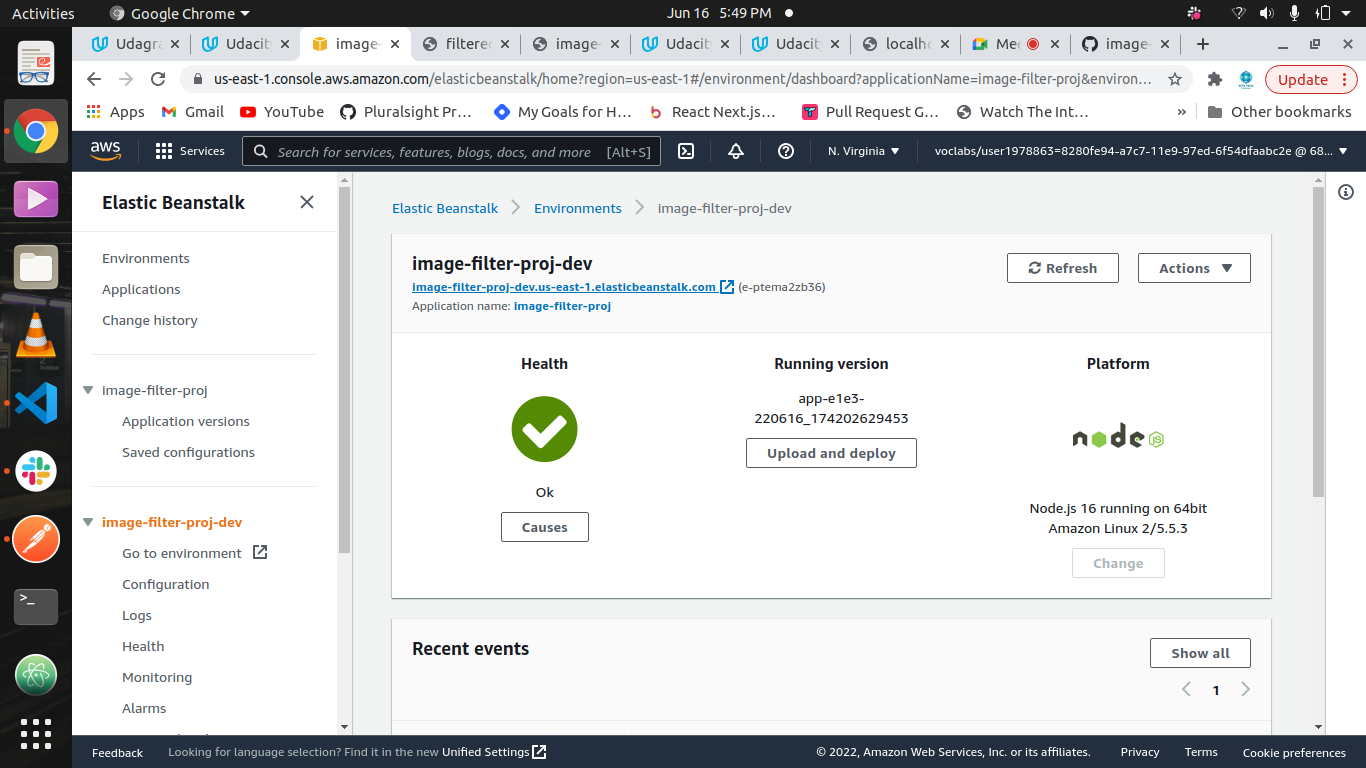 Activities
Google Chrome
Jun 16 5:49 PM
Udagra
Udacity
image-
filtered
image-
Udacit
Udacit
localho
Mee
image-
us-east-1.console.aws.amazon.com/elasticbeanstalk/home?region=us-east-1#/environment/dashboard?applicationName=image-filter-proj&environ...
Update
Apps
Gmail
YouTube
Pluralsight Pr...
My Goals for H...
React Next.js...
Pull Request G...
Watch The Int...
»
Other bookmarks
aws
Services
Search for services, features, blogs, docs, and more [Alt+S]
N. Virginia
voclabs/user1978863=8280fe94-a7c7-11e9-97ed-6f54dfaabc2e @ 68...
Elastic Beanstalk
Environments
Applications
Change history
image-filter-proj
Application versions
Saved configurations
image-filter-proj-dev
Go to environment
Configuration
Logs
Health
Monitoring
Alarms
Elastic Beanstalk
Environments
image-filter-proj-dev
image-filter-proj-dev
image-filter-proj-dev.us-east-1.elasticbeanstalk.com (e-ptema2zb36)
Application name: image-filter-proj
Refresh
Actions
Health
Ok
Causes
Running version
app-e1e3-
220616_174202629453
Upload and deploy
Platform
node JS
Node.js 16 running on 64bit
Amazon Linux 2/5.5.3
Change
Recent events
Show all
1
Feedback
Looking for language selection? Find it in the new Unified Settings
© 2022, Amazon Web Services, Inc. or its affiliates.
Privacy
Terms
Cookie preferences